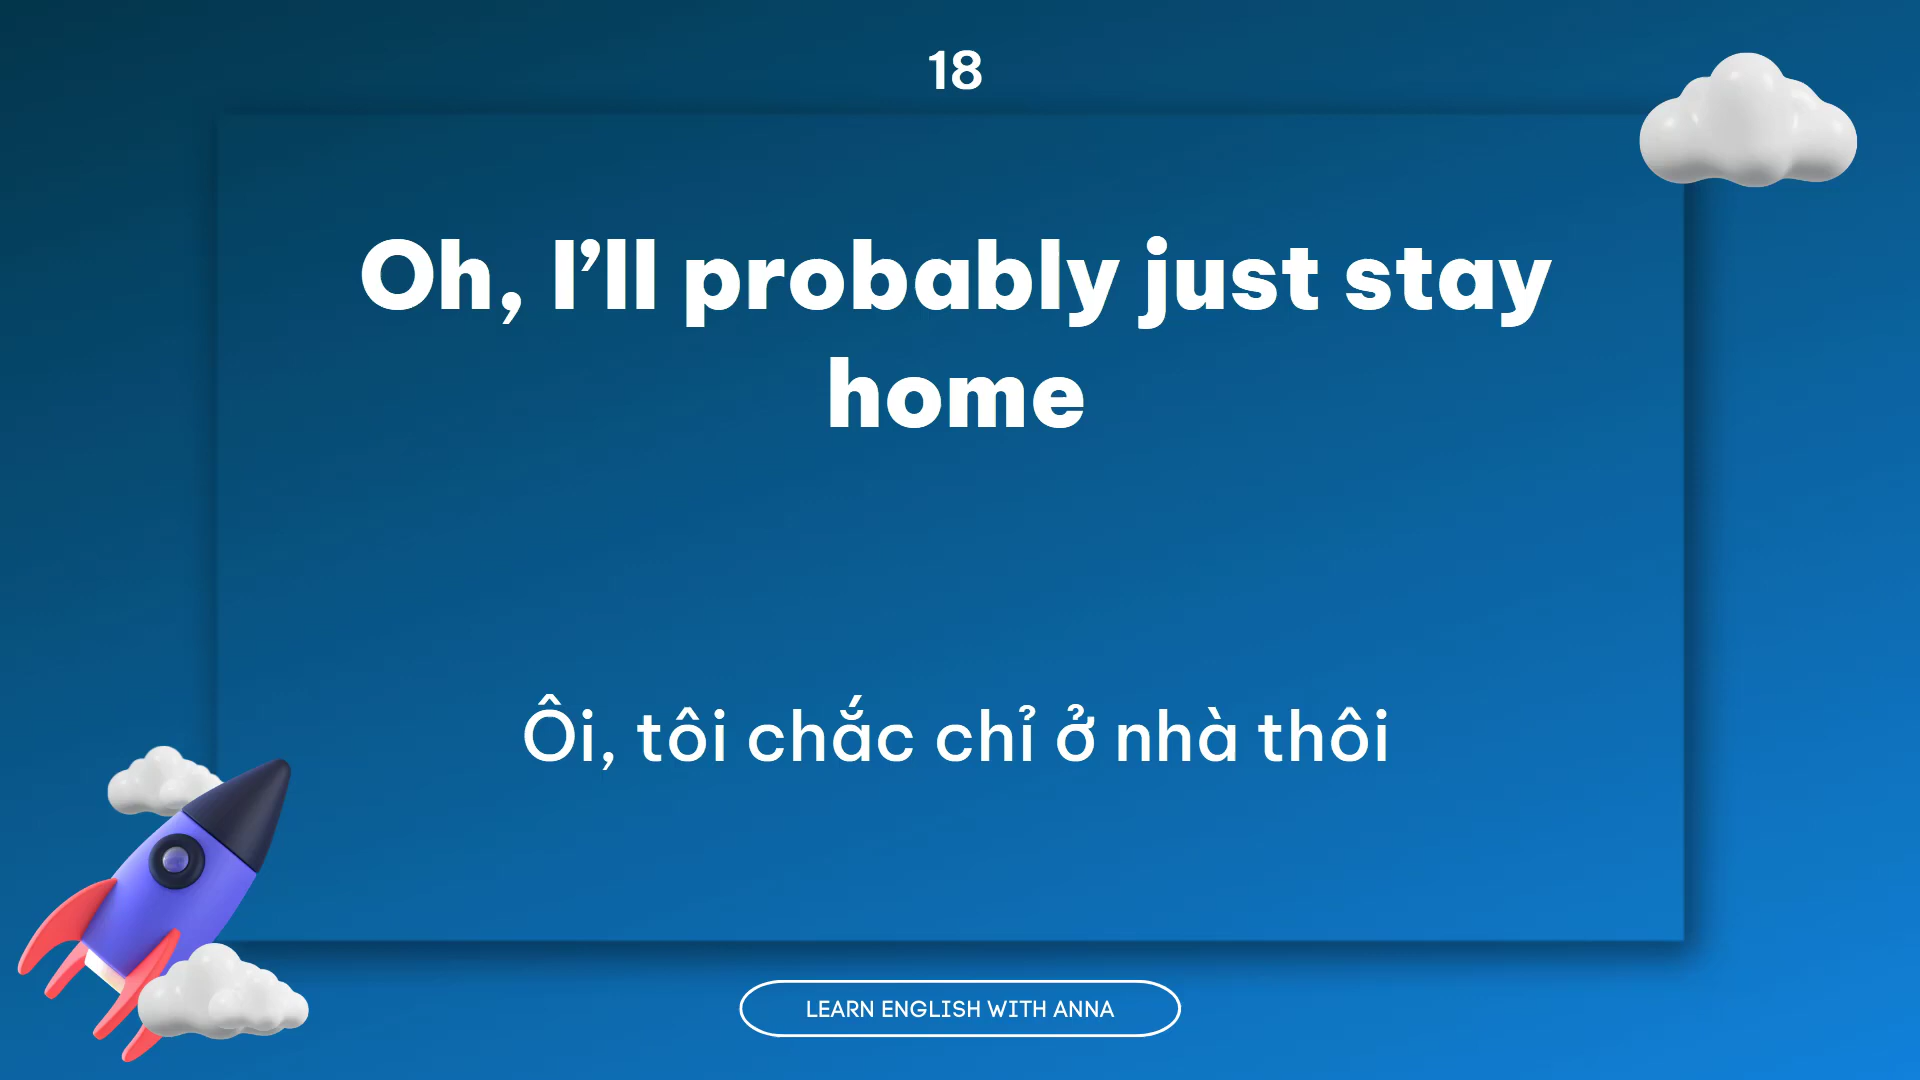 18
Oh, I’ll probably just stay
home
Ôi, tôi chắc chỉ ở nhà thôi
LEARN ENGLISH WITH ANNA